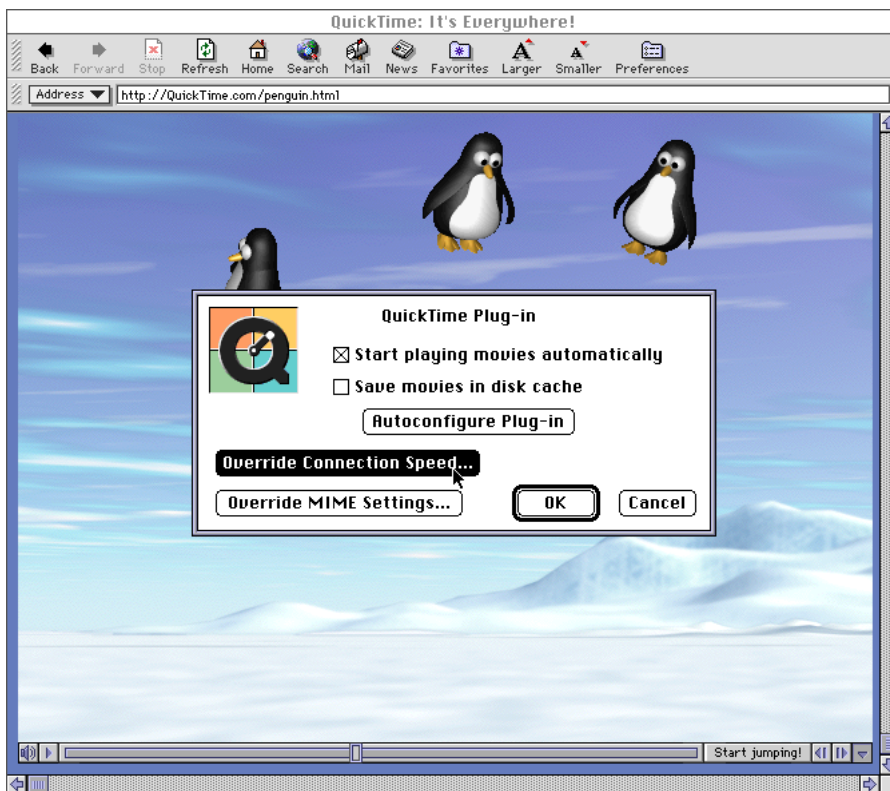 QuickTime: It's Everywhere!
Back Forward Stop Refresh Home Search Mail News Favorites Larger Smaller Preferences
Address http://QuickTime.com/penguin.html
QuickTime Plug-in
Start playing movies automatically
Save movies in disk cache
Autoconfigure Plug-in
Override Connection Speed...
Override MIME Settings... OK Cancel
Start jumping!